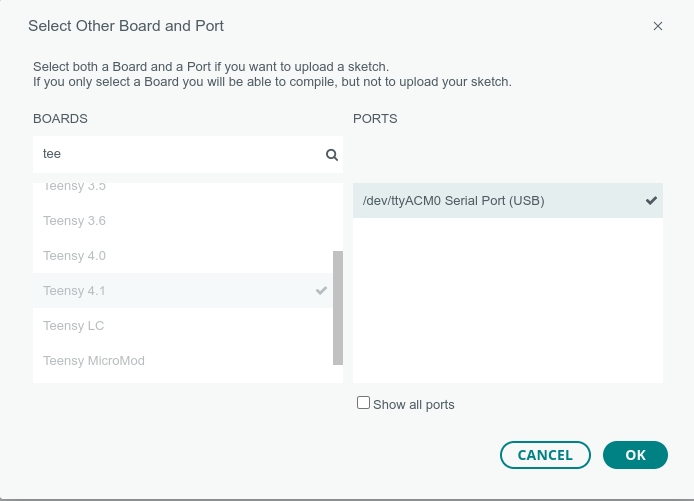 Select Other Board and Port
Select both a Board and a Port if you want to upload a sketch.
If you only select a Board you will be able to compile, but not to upload your sketch.
BOARDS
PORTS
tee
Teensy 3.5
Teensy 3.6
Teensy 4.0
Teensy 4.1
Teensy LC
Teensy MicroMod
/dev/ttyACM0 Serial Port (USB)
Show all ports
CANCEL
OK